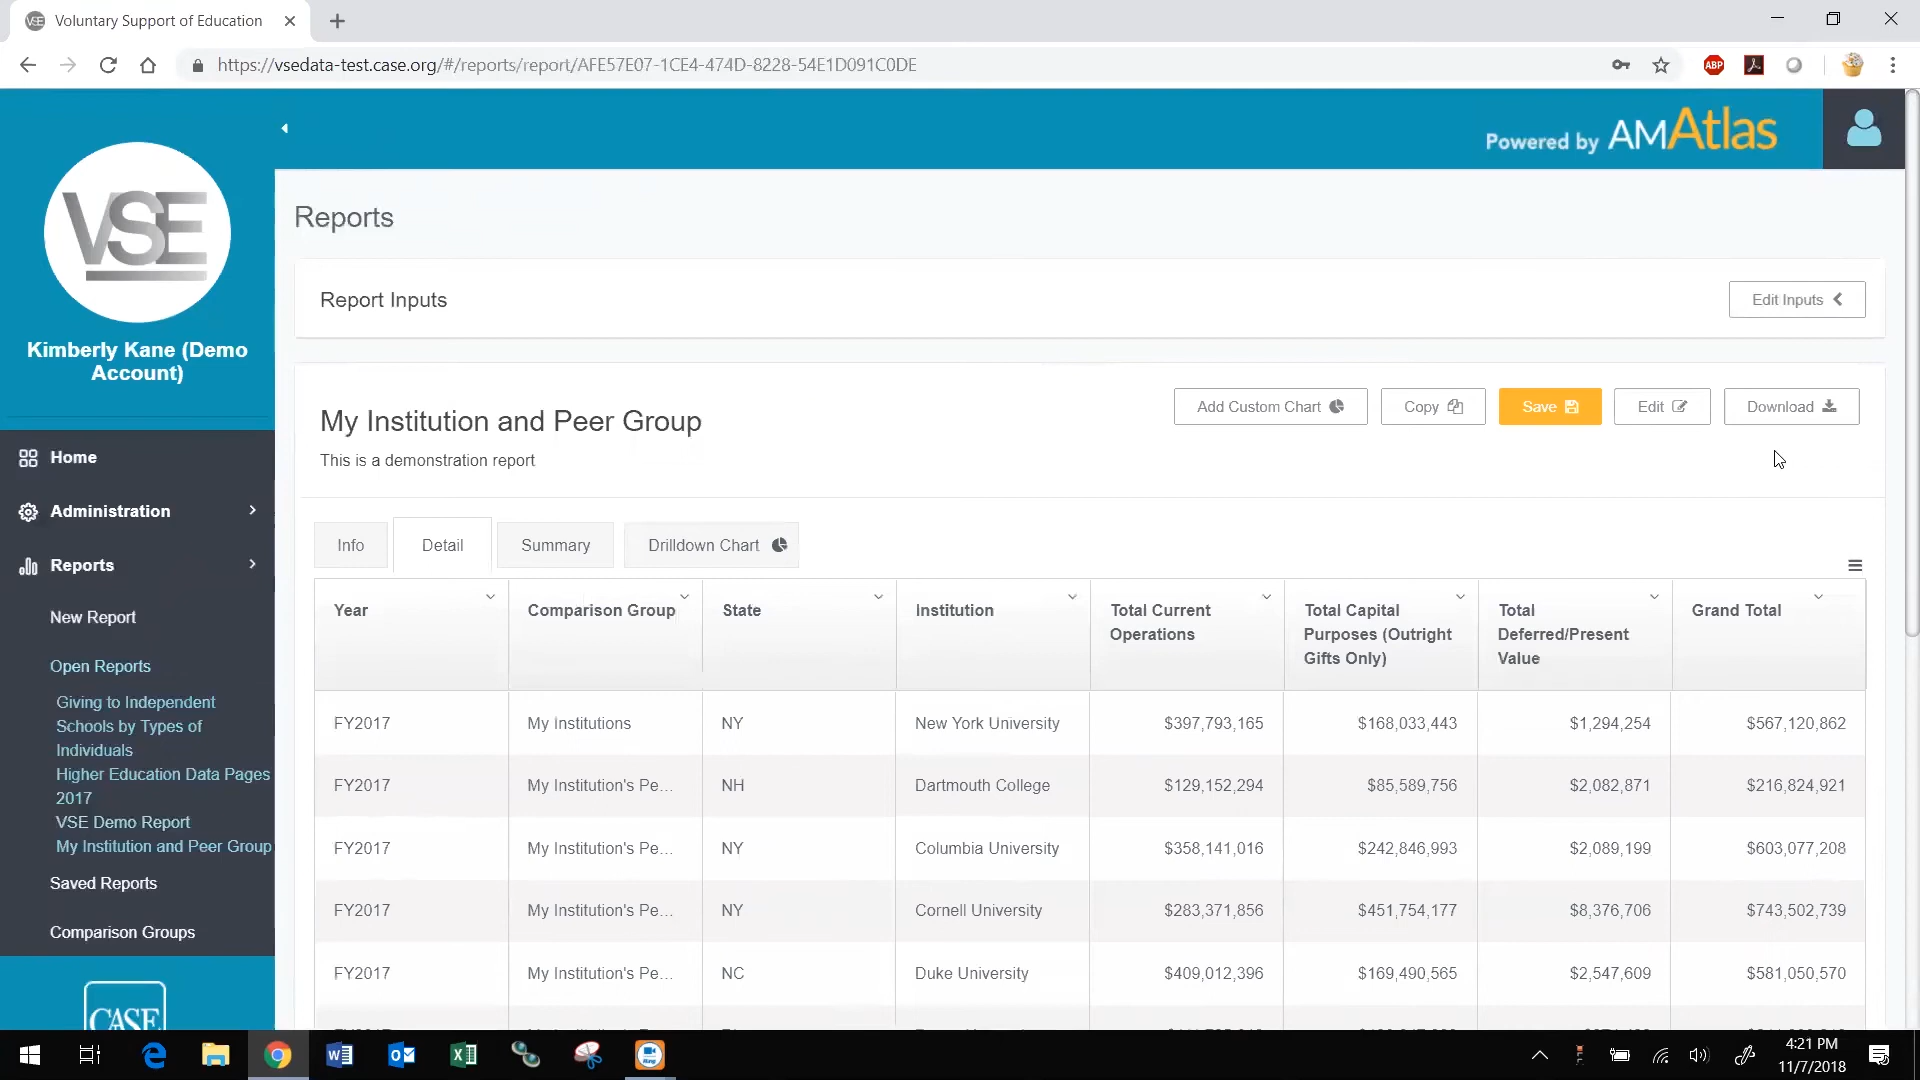 VSE Voluntary Support of Education
https://vsedata-test.case.org/#/reports/report/AFE57E07-1CE4-474D-8228-54E1D091C0DE
ABP
Powered by AMAtlas
VSE
Kimberly Kane (Demo
Account)
Home
Administration
Reports
New Report
Open Reports
Giving to Independent
Schools by Types of
Individuals
Higher Education Data Pages
2017
VSE Demo Report
My Institution and Peer Group
Saved Reports
Comparison Groups
CASE
Reports
Report Inputs
Edit Inputs
My Institution and Peer Group
This is a demonstration report
Add Custom Chart Copy Save Edit Download
Info Detail Summary Drilldown Chart
Year Comparison Group State Institution Total Current Operations Total Capital Purposes (Outright Gifts Only) Total Deferred/Present Value Grand Total
FY2017 My Institutions NY New York University $397,793,165 $168,033,443 $1,294,254 $567,120,862
FY2017 My Institution's Pe... NH Dartmouth College $129,152,294 $85,589,756 $2,082,871 $216,824,921
FY2017 My Institution's Pe... NY Columbia University $358,141,016 $242,846,993 $2,089,199 $603,077,208
FY2017 My Institution's Pe... NY Cornell University $283,371,856 $451,754,177 $8,376,706 $743,502,739
FY2017 My Institution's Pe... NC Duke University $409,012,396 $169,490,565 $2,547,609 $581,050,570
4:21 PM
11/7/2018